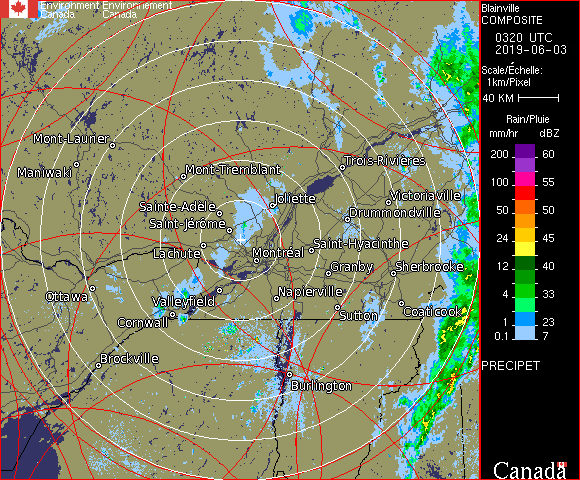 Environment Environnement
Canada Canada
Blainville
COMPOSITE
0320 UTC
2019-06-03
Scale/Échelle:
1km/Pixel
40 KM
Rain/Pluie
mm/hr dBZ
200 60
150 57
100 55
50 50
24 45
12 40
4 33
1 23
0.1 7
PRECIPET
Canada
Mont-Laurier
Maniwaki
Mont-Tremblant
Trois-Rivières
Sainte-Adèle
Joliette
Victoriaville
Drummondville
Saint-Jérôme
Lachute
Montréal
Saint-Hyacinthe
Granby
Sherbrooke
Ottawa
Valleyfield
Napierville
Cornwall
Sutton
Coaticook
Brockville
Burlington